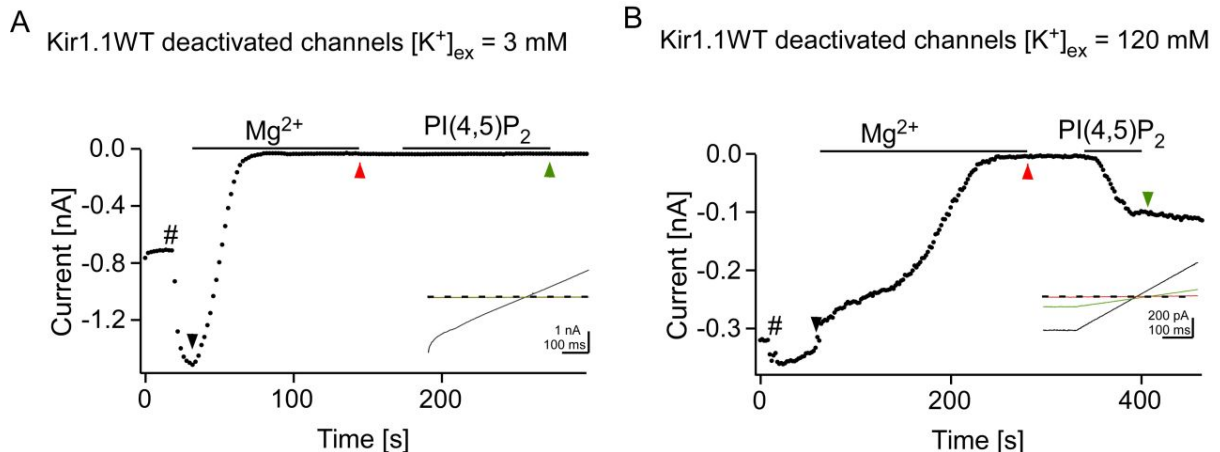 A
Kir1.1WT deactivated channels [K+]ex = 3 mM
Mg2+
PI(4,5)P2
0.0
-0.4
-0.8
-1.2
Current [nA]
#
1 nA
100 ms
0
100
200
Time [s]
B
Kir1.1WT deactivated channels [K+]ex = 120 mM
Mg2+
PI(4,5)P2
0.0
-0.1
-0.2
-0.3
Current [nA]
#
200 pA
100 ms
0
200
400
Time [s]